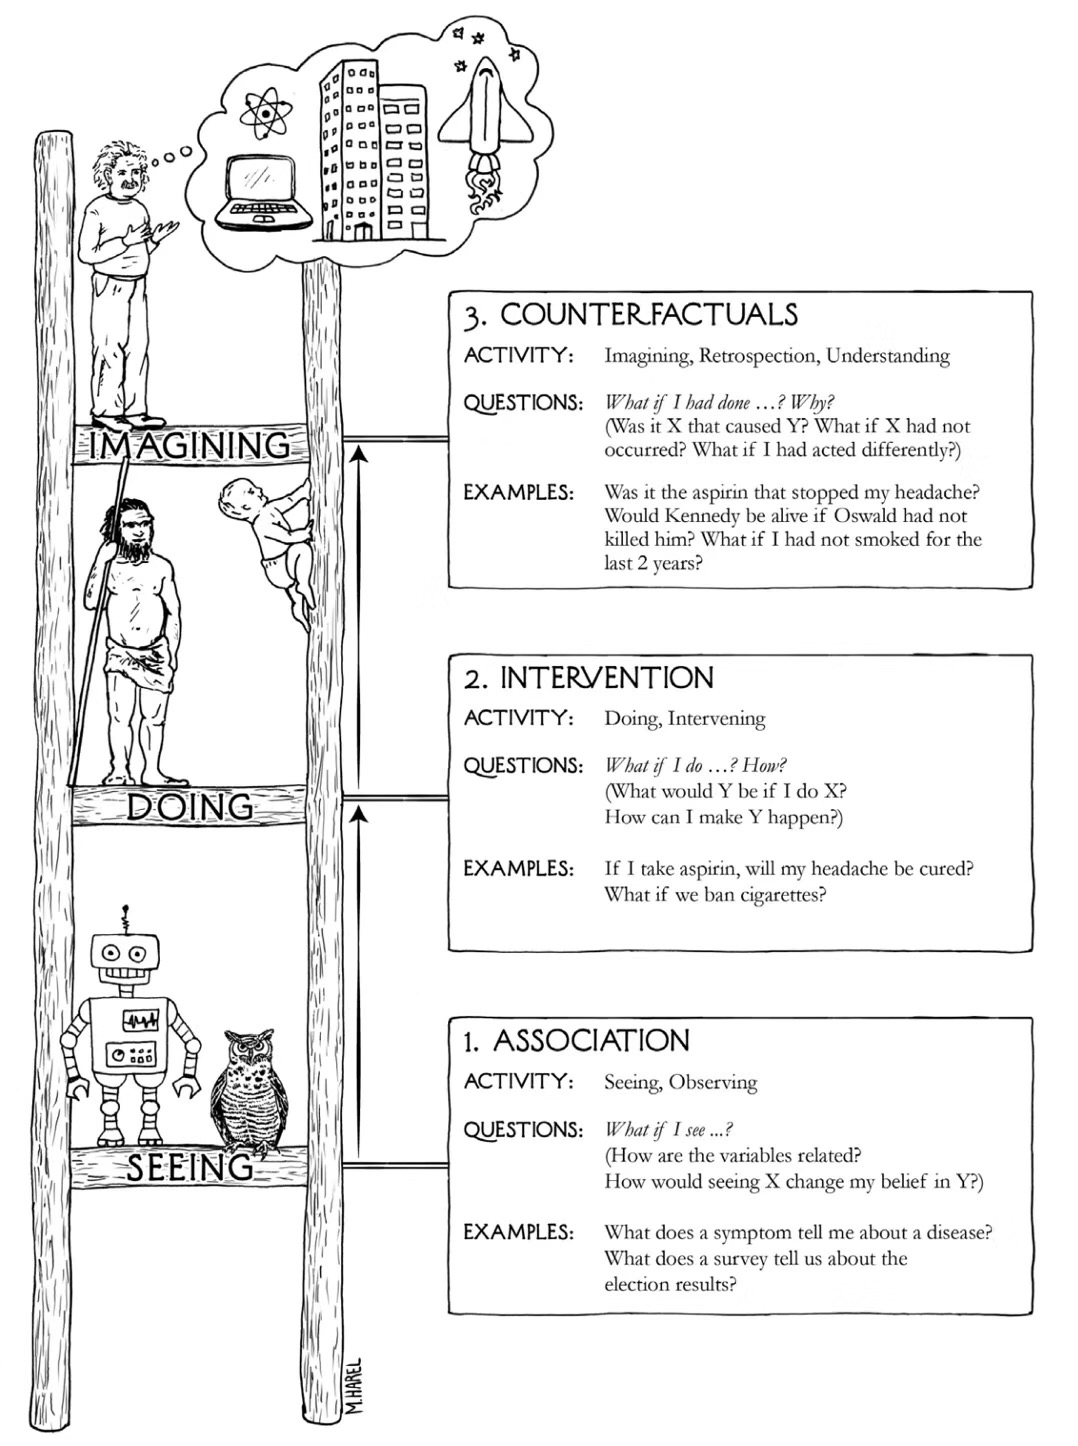 3. COUNTERFACTUALS
ACTIVITY: Imagining, Retrospection, Understanding
QUESTIONS: What if I had done …? Why?
(Was it X that caused Y? What if X had not
occurred? What if I had acted differently?)
EXAMPLES: Was it the aspirin that stopped my headache?
Would Kennedy be alive if Oswald had not
killed him? What if I had not smoked for the
last 2 years?
IMAGINING
2. INTERVENTION
ACTIVITY: Doing, Intervening
QUESTIONS: What if I do …? How?
(What would Y be if I do X?
How can I make Y happen?)
EXAMPLES: If I take aspirin, will my headache be cured?
What if we ban cigarettes?
DOING
1. ASSOCIATION
ACTIVITY: Seeing, Observing
QUESTIONS: What if I see ...?
(How are the variables related?
How would seeing X change my belief in Y?)
EXAMPLES: What does a symptom tell me about a disease?
What does a survey tell us about the
election results?
SEEING
M.HAREL